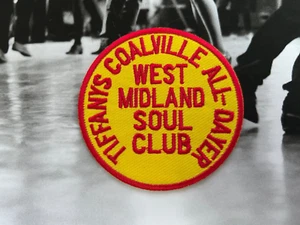 TIFFANYS COALVILLE ALL-DAYER
WEST
MIDLAND
SOUL
CLUB